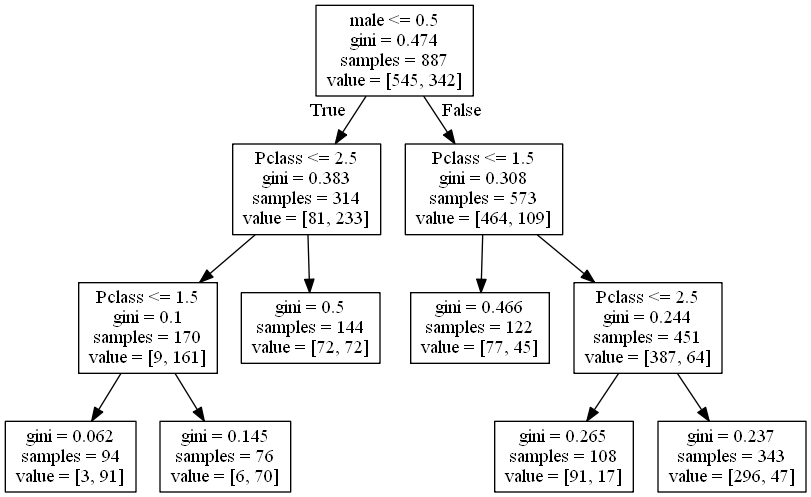 male <= 0.5
gini = 0.474
samples = 887
value = [545, 342]
True
False
Pclass <= 2.5
gini = 0.383
samples = 314
value = [81, 233]
Pclass <= 1.5
gini = 0.308
samples = 573
value = [464, 109]
Pclass <= 1.5
gini = 0.1
samples = 170
value = [9, 161]
gini = 0.5
samples = 144
value = [72, 72]
gini = 0.466
samples = 122
value = [77, 45]
Pclass <= 2.5
gini = 0.244
samples = 451
value = [387, 64]
gini = 0.062
samples = 94
value = [3, 91]
gini = 0.145
samples = 76
value = [6, 70]
gini = 0.265
samples = 108
value = [91, 17]
gini = 0.237
samples = 343
value = [296, 47]